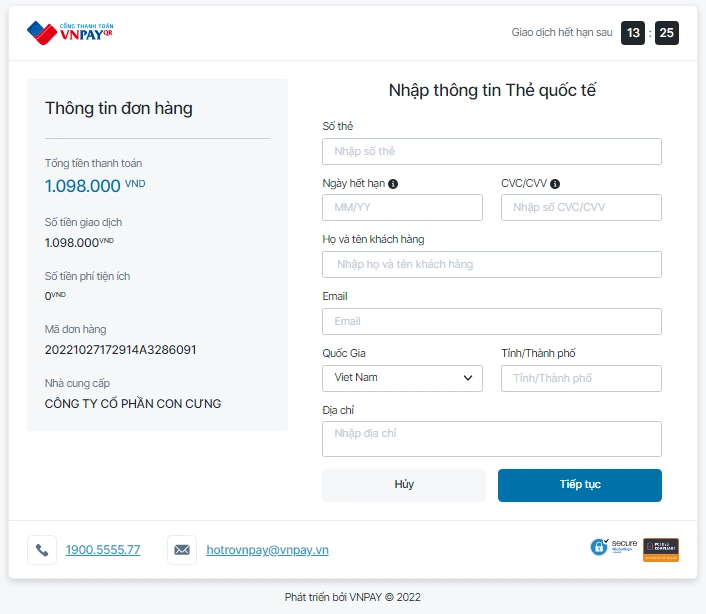 CỔNG THANH TOÁN
VNPAYQR
Giao dịch hết hạn sau 13 : 25
Thông tin đơn hàng
Tổng tiền thanh toán
1.098.000 VND
Số tiền giao dịch
1.098.000VND
Số tiền phí tiện ích
0VND
Mã đơn hàng
20221027172914A3286091
Nhà cung cấp
CÔNG TY CỔ PHẦN CON CƯNG
Nhập thông tin Thẻ quốc tế
Số thẻ
Nhập số thẻ
Ngày hết hạn CVC/CVV
MM/YY Nhập số CVC/CVV
Họ và tên khách hàng
Nhập họ và tên khách hàng
Email
Email
Quốc Gia Tỉnh/Thành phố
Viet Nam Tỉnh/Thành phố
Địa chỉ
Nhập địa chỉ
Hủy Tiếp tục
1900.5555.77 hotrovnpay@vnpay.vn
secure
GlobalSign
COMPLIANT
Phát triển bởi VNPAY © 2022